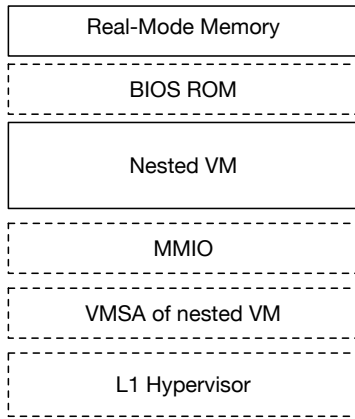 Real-Mode Memory
BIOS ROM
Nested VM
MMIO
VMSA of nested VM
L1 Hypervisor